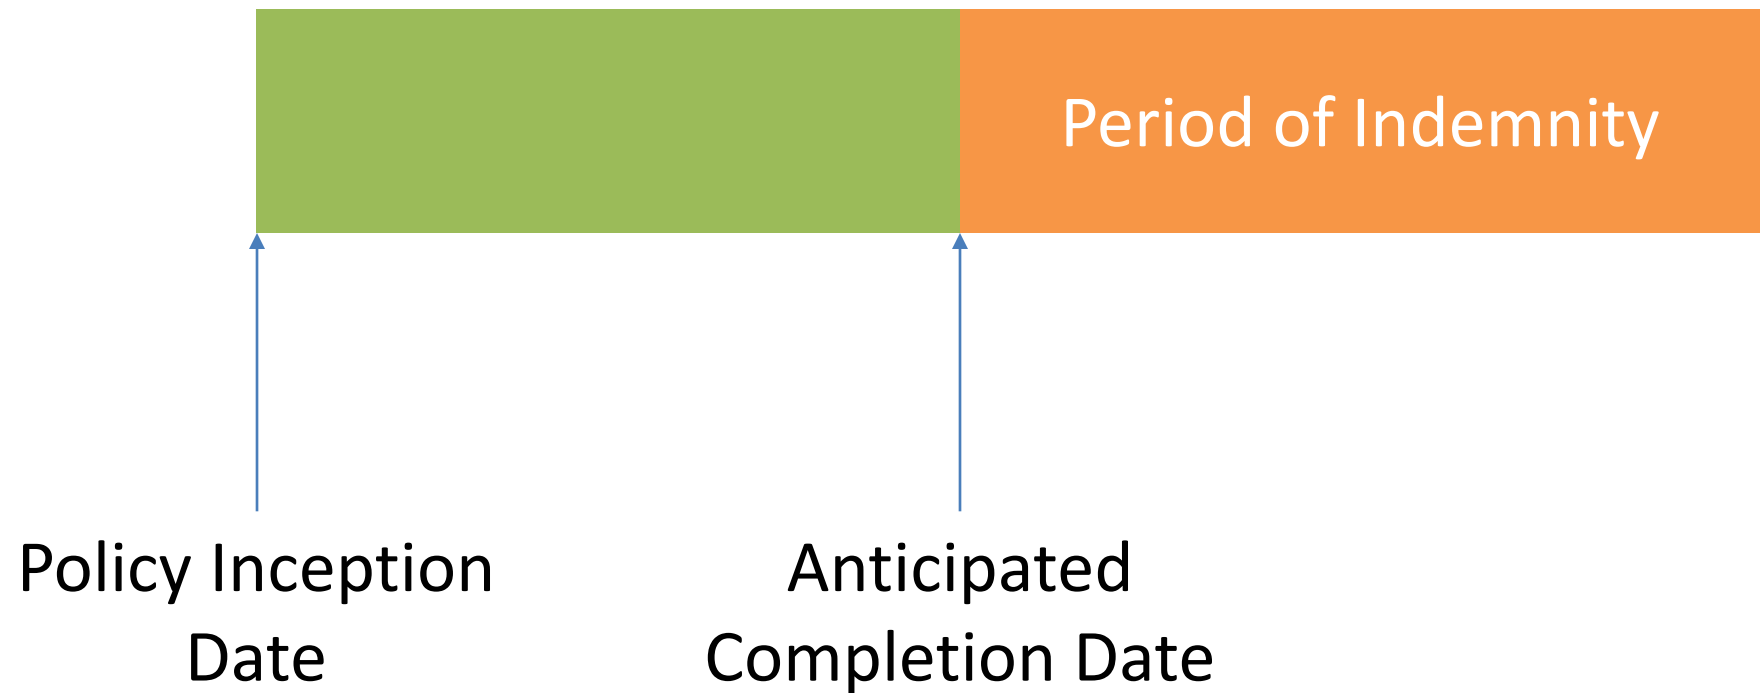 Period of Indemnity
Policy Inception
Date
Anticipated
Completion Date